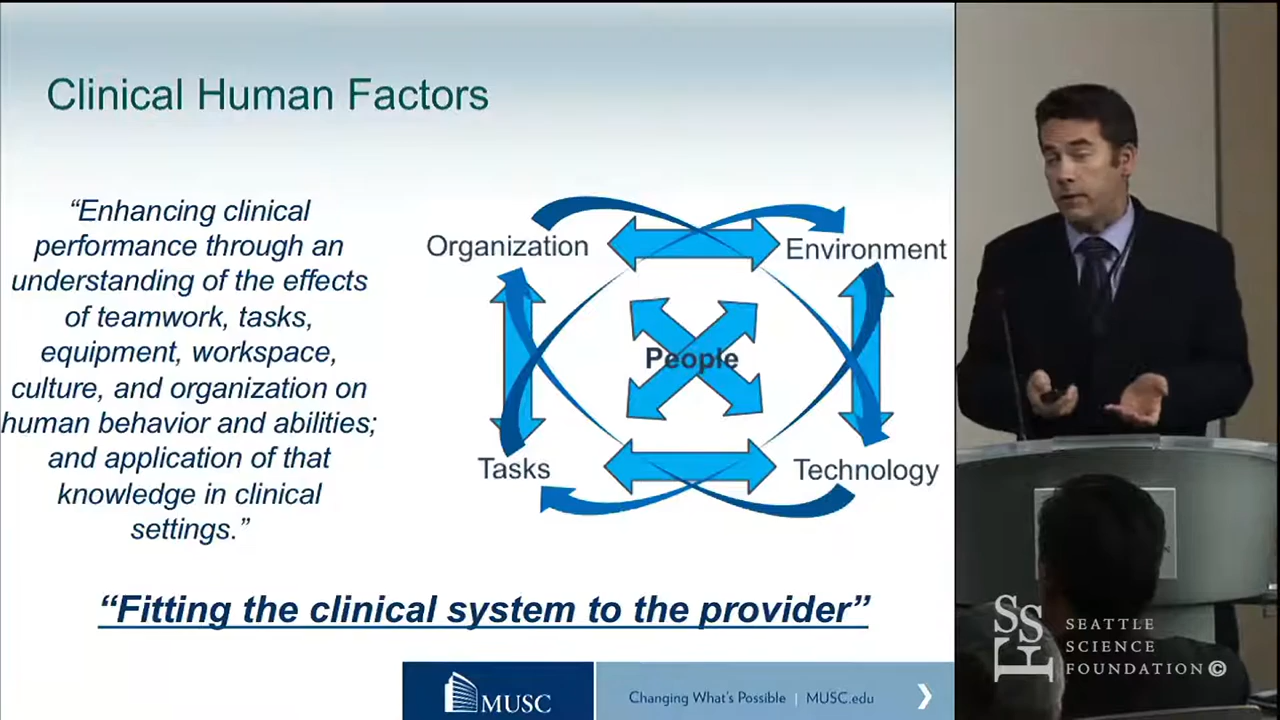 Clinical Human Factors
“Enhancing clinical
performance through an
understanding of the effects
of teamwork, tasks,
equipment, workspace,
culture, and organization on
human behavior and abilities;
and application of that
knowledge in clinical
settings.”
Organization
Environment
People
Tasks
Technology
“Fitting the clinical system to the provider”
MUSC
Changing What’s Possible | MUSC.edu
SSF
SEATTLE
SCIENCE
FOUNDATION©